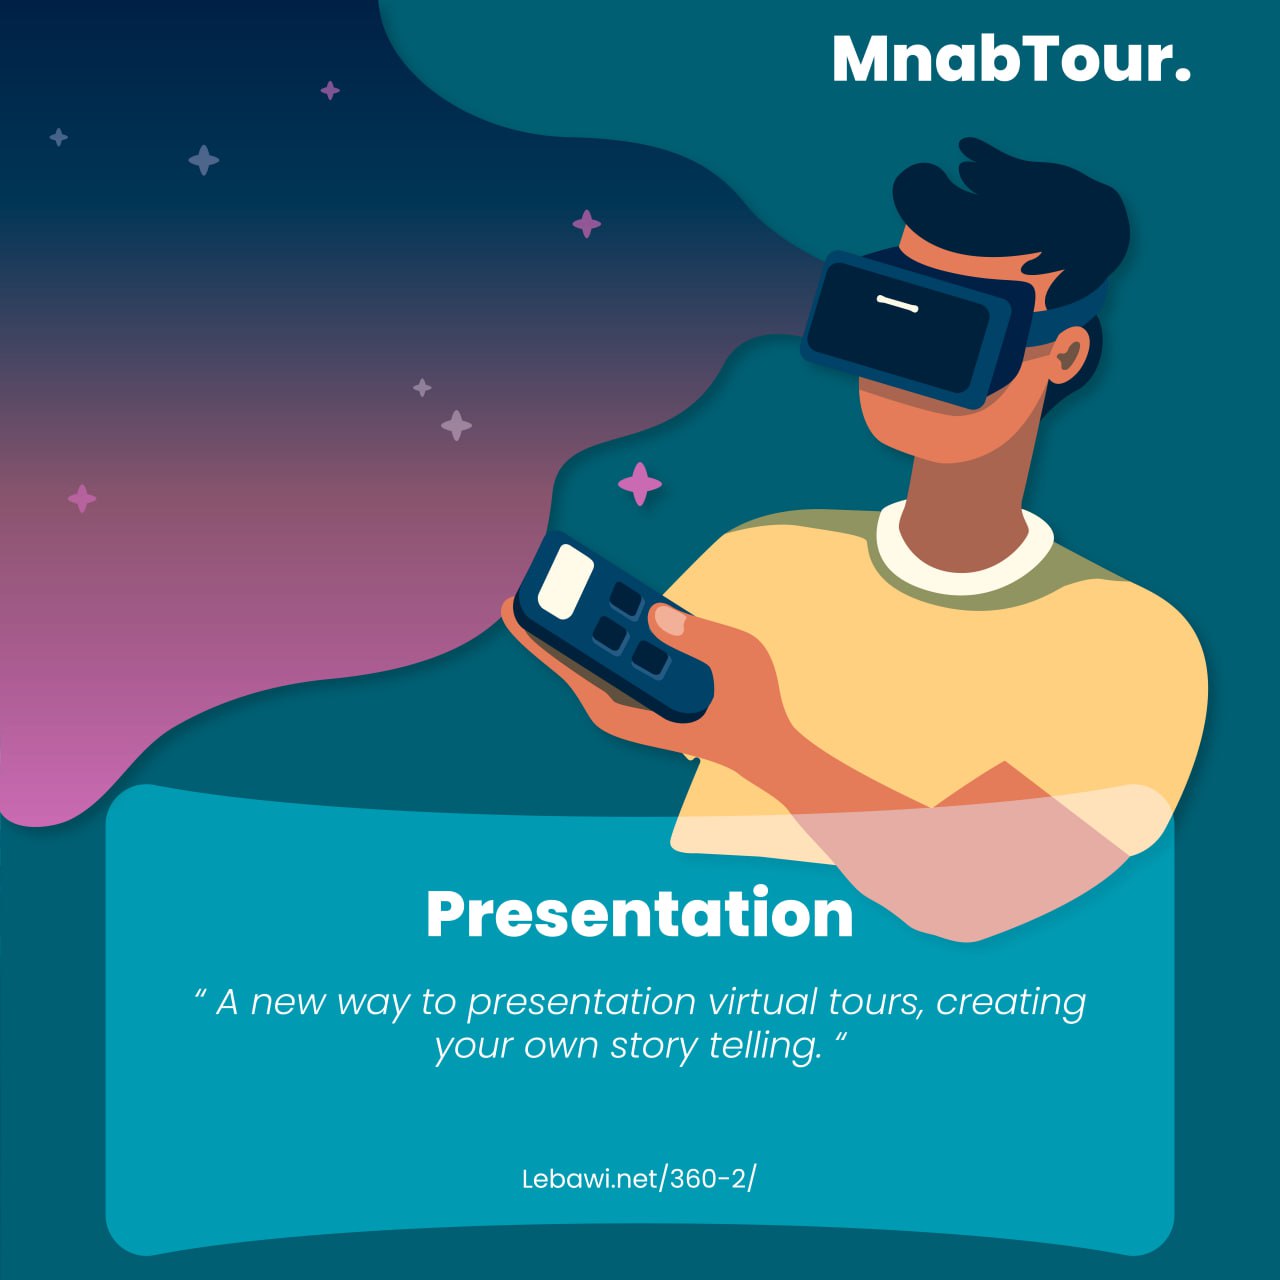 MnabTour.
Presentation
“ A new way to presentation virtual tours, creating
your own story telling. “
Lebawi.net/360-2/